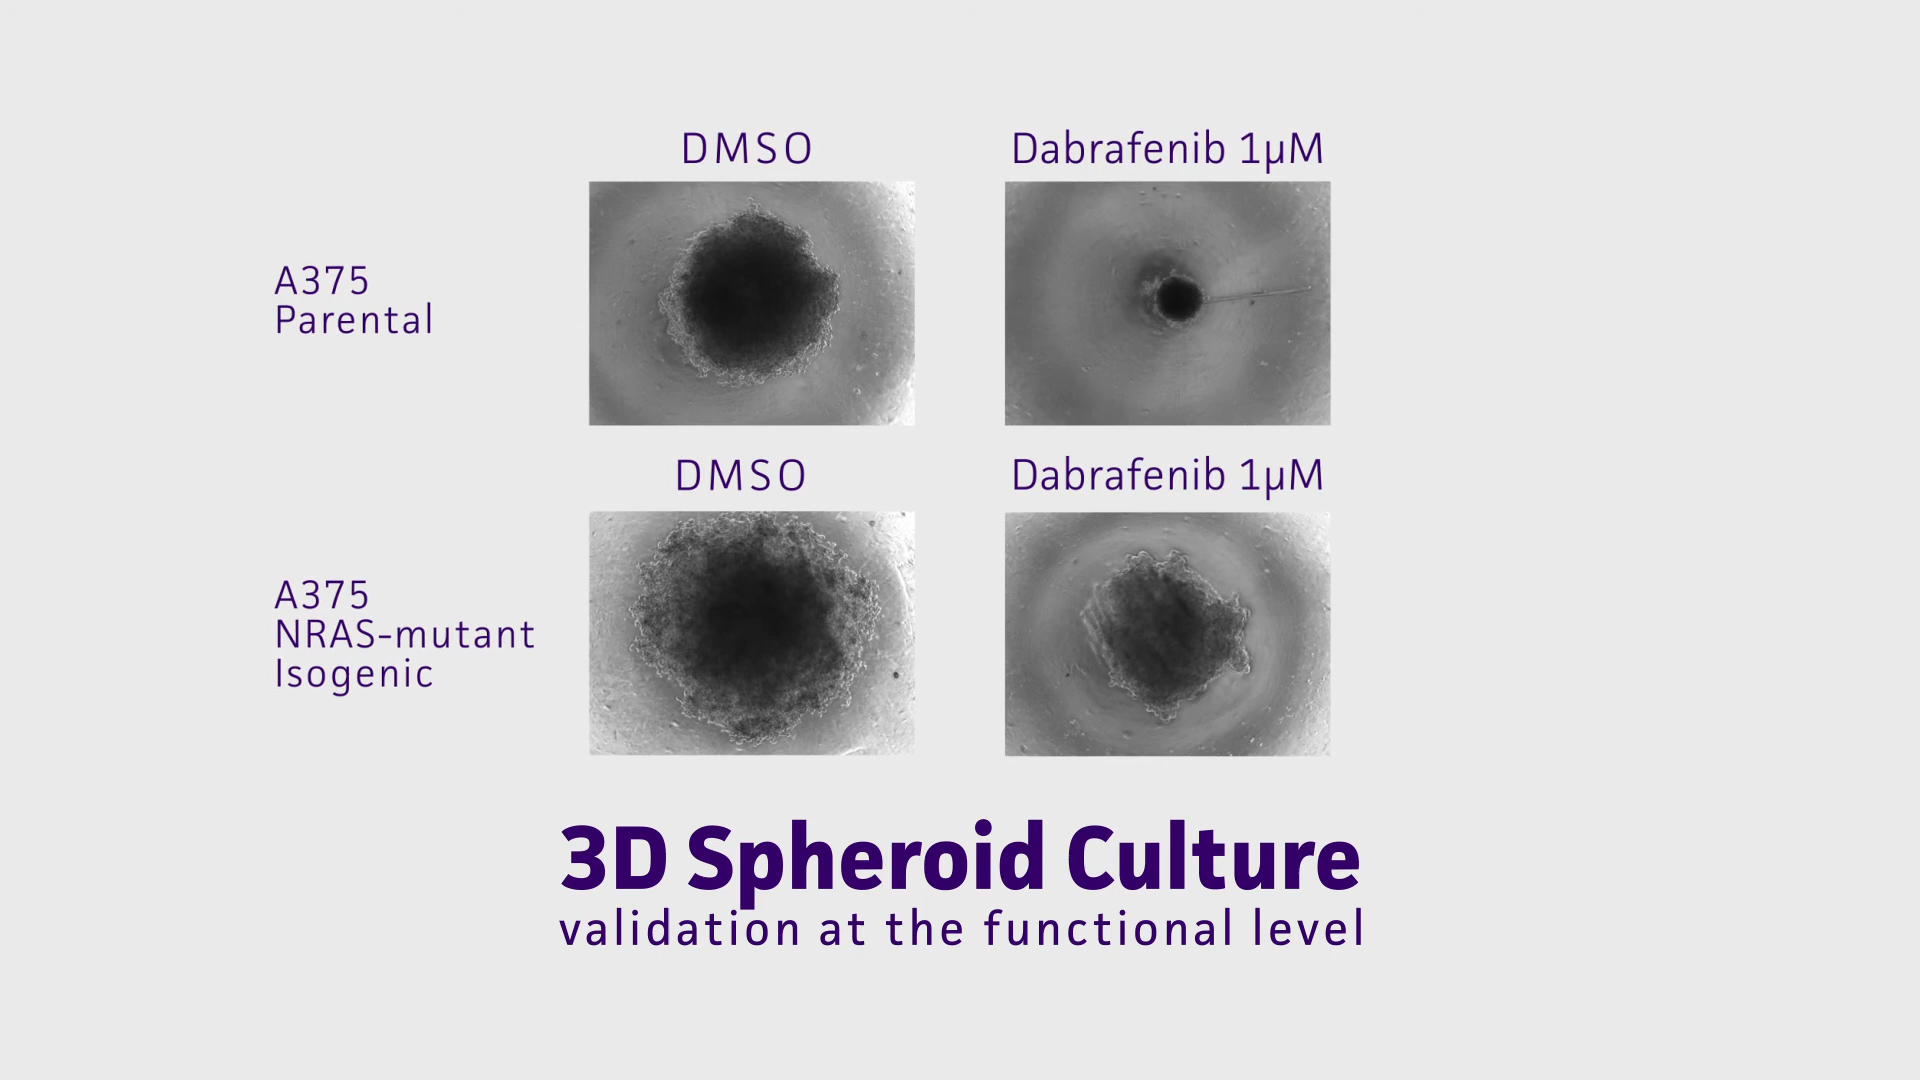 DMSO
Dabrafenib 1µM
A375
Parental
DMSO
Dabrafenib 1µM
A375
NRAS-mutant
Isogenic
3D Spheroid Culture
validation at the functional level